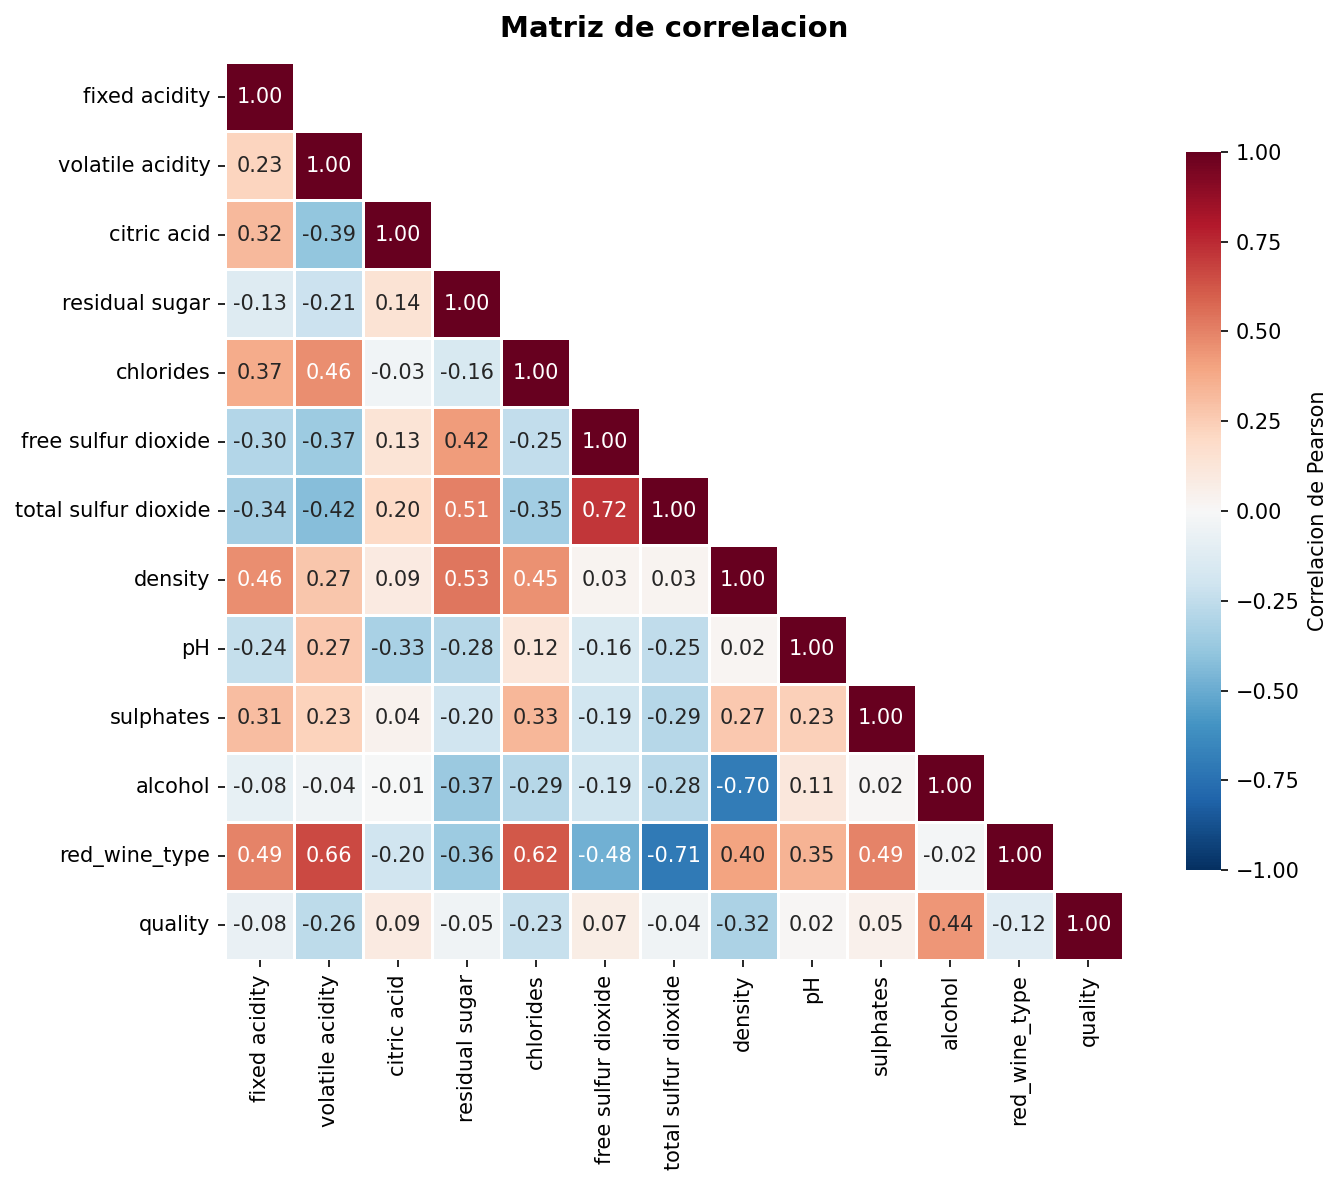 Matriz de correlacion
fixed acidity 1.00
volatile acidity 0.23 1.00
citric acid 0.32 -0.39 1.00
residual sugar -0.13 -0.21 0.14 1.00
chlorides 0.37 0.46 -0.03 -0.16 1.00
free sulfur dioxide -0.30 -0.37 0.13 0.42 -0.25 1.00
total sulfur dioxide -0.34 -0.42 0.20 0.51 -0.35 0.72 1.00
density 0.46 0.27 0.09 0.53 0.45 0.03 0.03 1.00
pH -0.24 0.27 -0.33 -0.28 0.12 -0.16 -0.25 0.02 1.00
sulphates 0.31 0.23 0.04 -0.20 0.33 -0.19 -0.29 0.27 0.23 1.00
alcohol -0.08 -0.04 -0.01 -0.37 -0.29 -0.19 -0.28 -0.70 0.11 0.02 1.00
red_wine_type 0.49 0.66 -0.20 -0.36 0.62 -0.48 -0.71 0.40 0.35 0.49 -0.02 1.00
quality -0.08 -0.26 0.09 -0.05 -0.23 0.07 -0.04 -0.32 0.02 0.05 0.44 -0.12 1.00
fixed acidity
volatile acidity
citric acid
residual sugar
chlorides
free sulfur dioxide
total sulfur dioxide
density
pH
sulphates
alcohol
red_wine_type
quality
1.00
0.75
0.50
0.25
0.00
−0.25
−0.50
−0.75
−1.00
Correlacion de Pearson